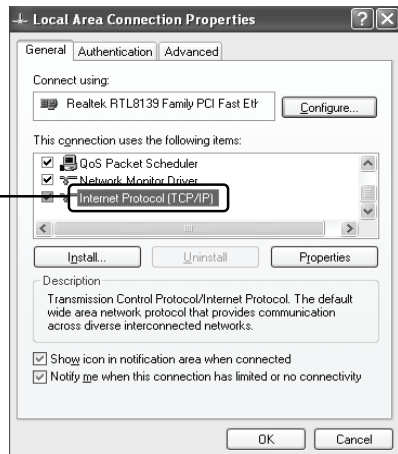 Local Area Connection Properties
General Authentication Advanced
Connect using:
Realtek RTL8139 Family PCI Fast Eth
Configure...
This connection uses the following items:
QoS Packet Scheduler
Network Monitor Driver
Internet Protocol (TCP/IP)
Install... Uninstall Properties
Description
Transmission Control Protocol/Internet Protocol. The default
wide area network protocol that provides communication
across diverse interconnected networks.
Show icon in notification area when connected
Notify me when this connection has limited or no connectivity
OK Cancel